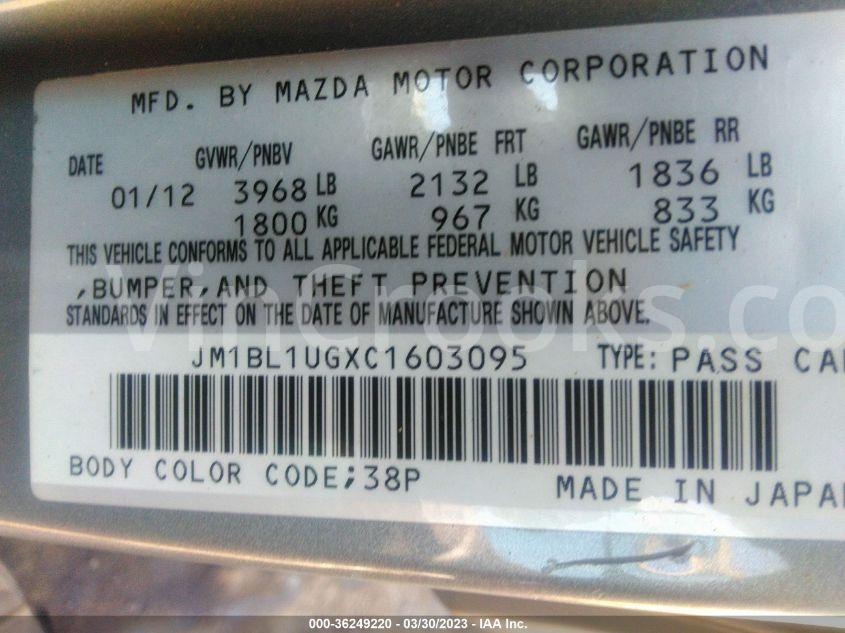 MFD. BY MAZDA MOTOR CORPORATION
DATE GVWR/PNBV GAWR/PNBE FRT GAWR/PNBE RR
01/12 3968 LB 2132 LB 1836 LB
1800 KG 967 KG 833 KG
THIS VEHICLE CONFORMS TO ALL APPLICABLE FEDERAL MOTOR VEHICLE SAFETY
,BUMPER,AND THEFT PREVENTION
STANDARDS IN EFFECT ON THE DATE OF MANUFACTURE SHOWN ABOVE.
VinCrooks.co
JM1BL1UGXC1603095 TYPE: PASS CA
BODY COLOR CODE;38P MADE IN JAPA
000-36249220 — 03/30/2023 — IAA Inc.